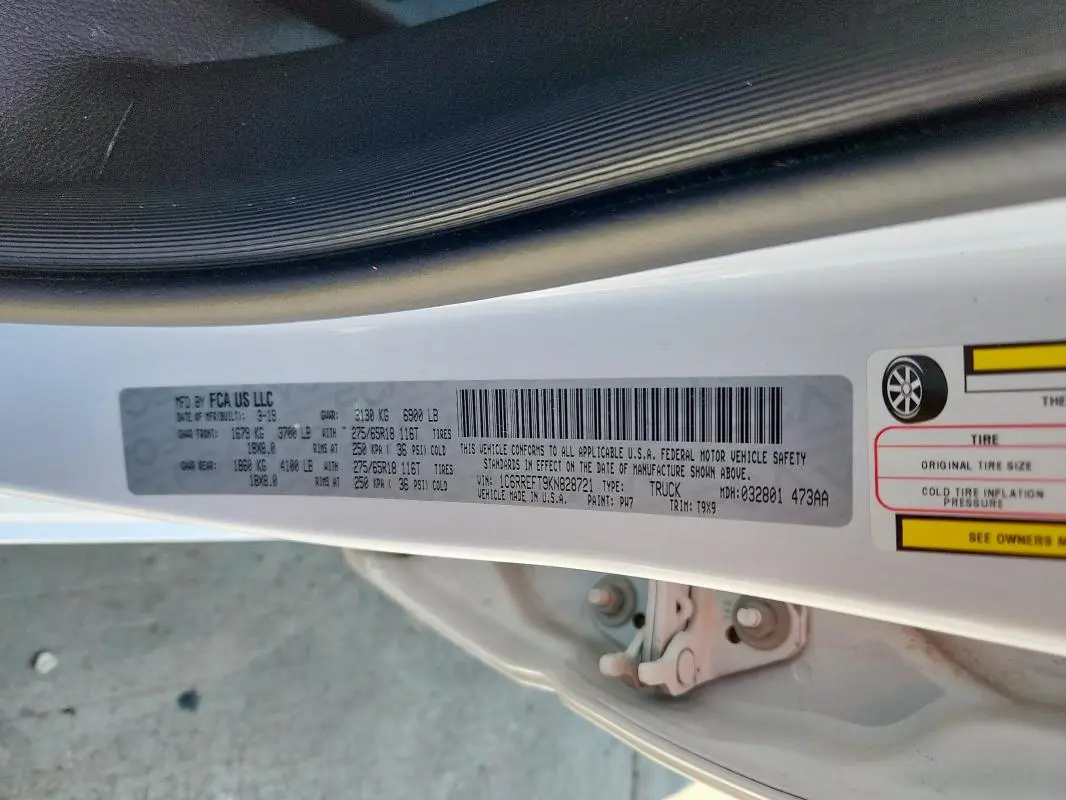 MFD BY FCA US LLC
DATE OF MFR(BUILT): 3-19 GVWR: 3130 KG 6900 LB
GAWR FRONT: 1679 KG 3700 LB WITH 275/65R18 116T TIRES
18X8.0 RIMS AT 250 KPA ( 36 PSI) COLD
GAWR REAR: 1860 KG 4100 LB WITH 275/65R18 116T TIRES
18X8.0 RIMS AT 250 KPA ( 36 PSI) COLD
THIS VEHICLE CONFORMS TO ALL APPLICABLE U.S.A. FEDERAL MOTOR VEHICLE SAFETY
STANDARDS IN EFFECT ON THE DATE OF MANUFACTURE SHOWN ABOVE.
VIN: 1C6RREFT9KN828721 TYPE: TRUCK MDH:032801 473AA
VEHICLE MADE IN U.S.A. PAINT: PW7 TRIM: T9X9
THE
TIRE
ORIGINAL TIRE SIZE
COLD TIRE INFLATION
PRESSURE
SEE OWNERS